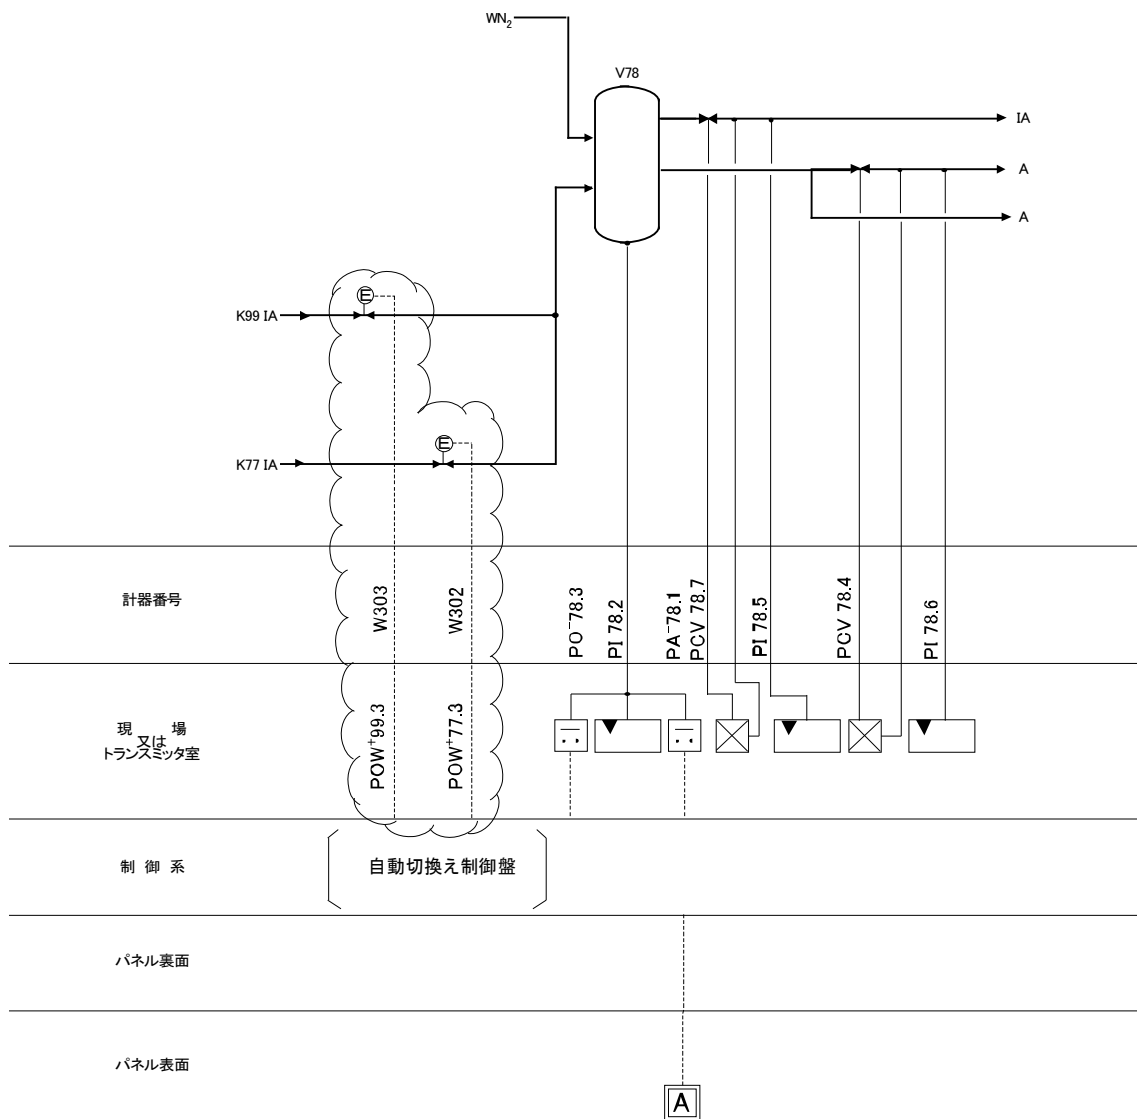 WN2
V78
IA
A
A
E
K99 IA
E
K77 IA
計器番号
W303
W302
PO⁻78.3
PI 78.2
PA⁻78.1
PCV 78.7
PI 78.5
PCV 78.4
PI 78.6
現場
又は
トランスミッタ室
POW⁺99.3
POW⁺77.3
制御系
自動切換え制御盤
パネル裏面
パネル表面
A